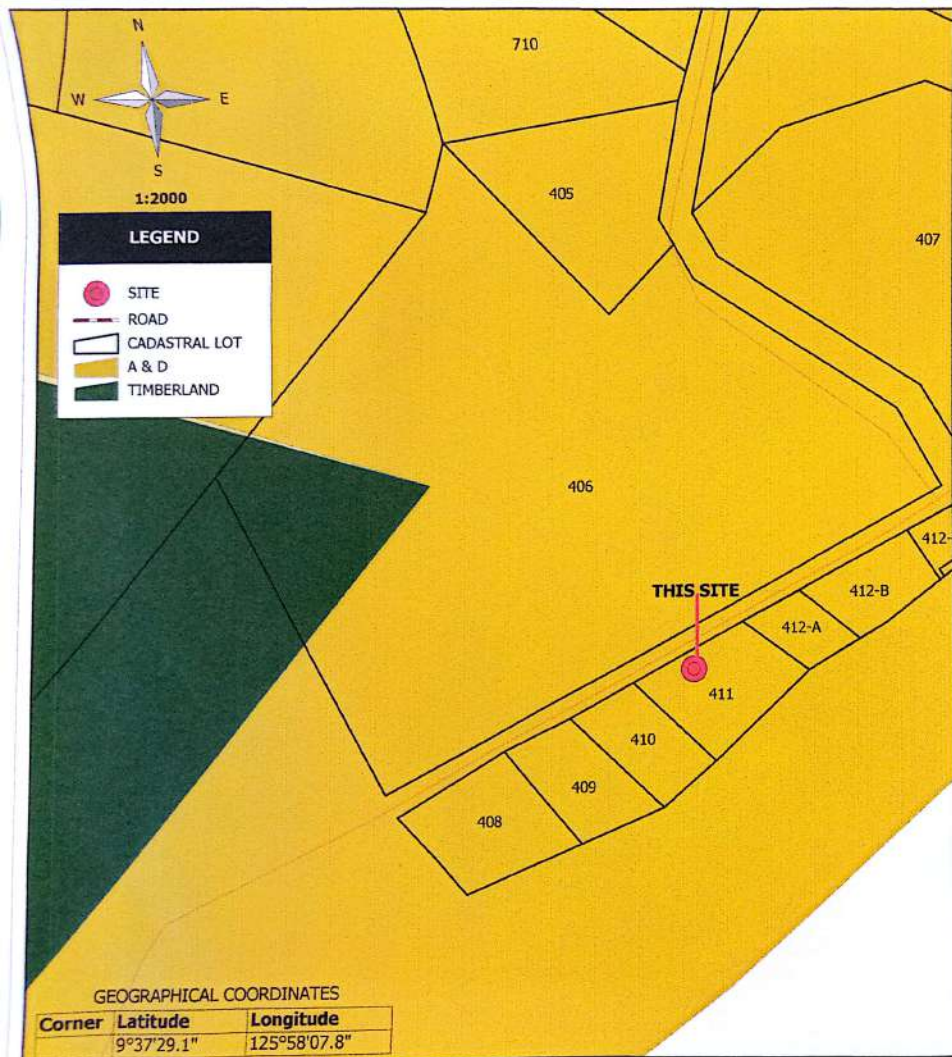 N
W
E
S
1:2000
LEGEND
SITE
ROAD
CADASTRAL LOT
A & D
TIMBERLAND
710
405
407
406
412-
412-B
THIS SITE
412-A
411
410
409
408
GEOGRAPHICAL COORDINATES
Corner Latitude Longitude
9°37'29.1" 125°58'07.8"